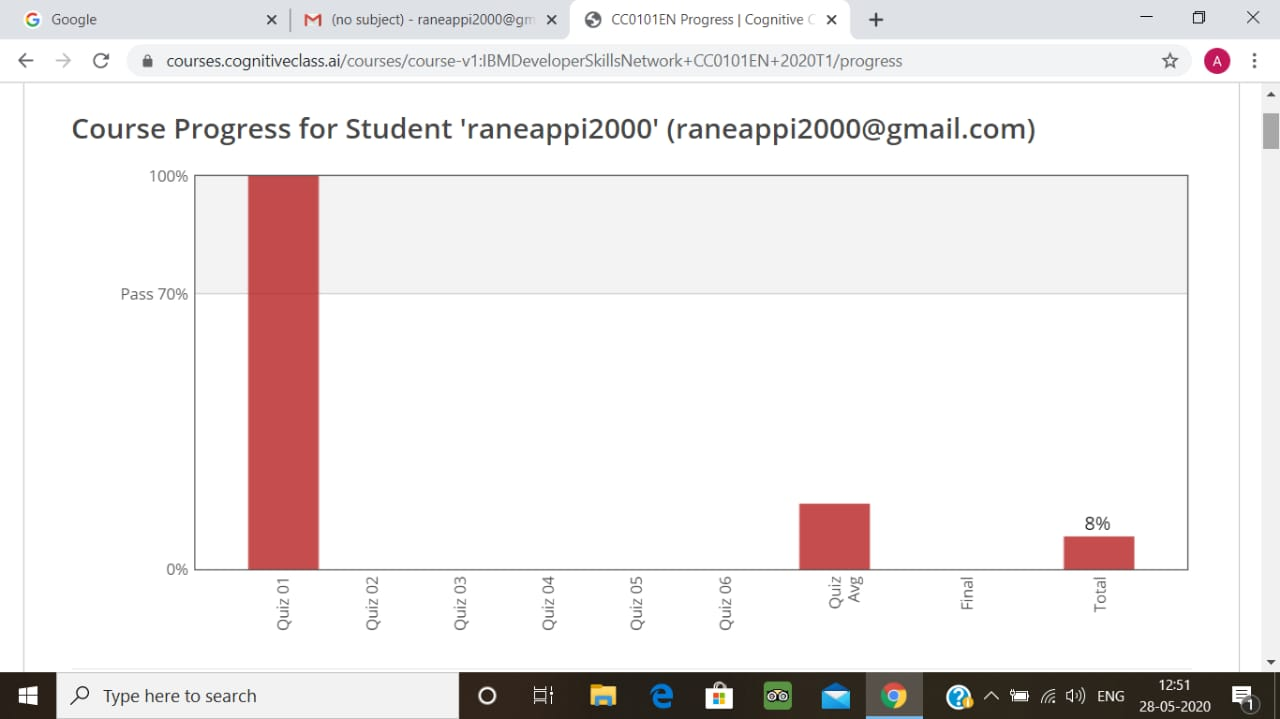 Google
(no subject) - raneappi2000@gm
CC0101EN Progress | Cognitive C
courses.cognitiveclass.ai/courses/course-v1:IBMDeveloperSkillsNetwork+CC0101EN+2020T1/progress
A
Course Progress for Student 'raneappi2000' (raneappi2000@gmail.com)
100%
Pass 70%
8%
0%
Quiz 01
Quiz 02
Quiz 03
Quiz 04
Quiz 05
Quiz 06
Quiz
Avg
Final
Total
Type here to search
ENG
12:51
28-05-2020
1